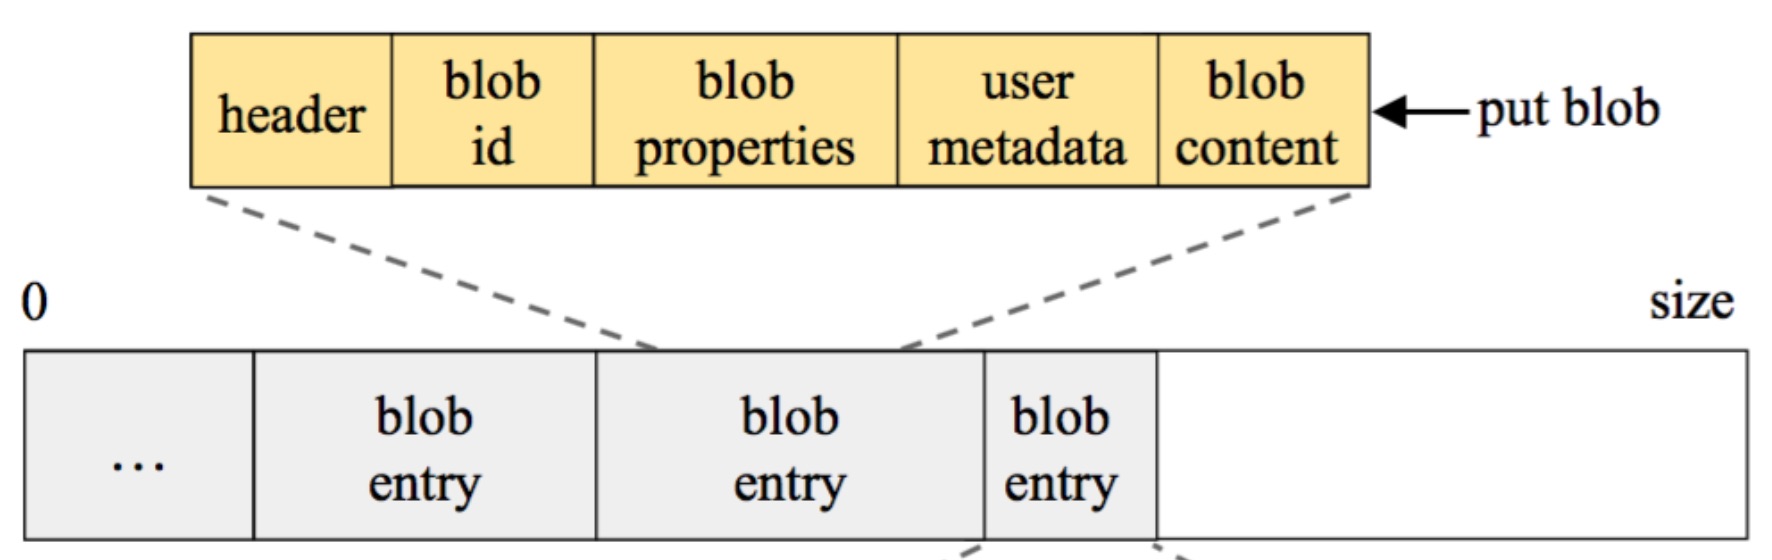 header
blob
id
blob
properties
user
metadata
blob
content
put blob
0
size
...
blob
entry
blob
entry
blob
entry